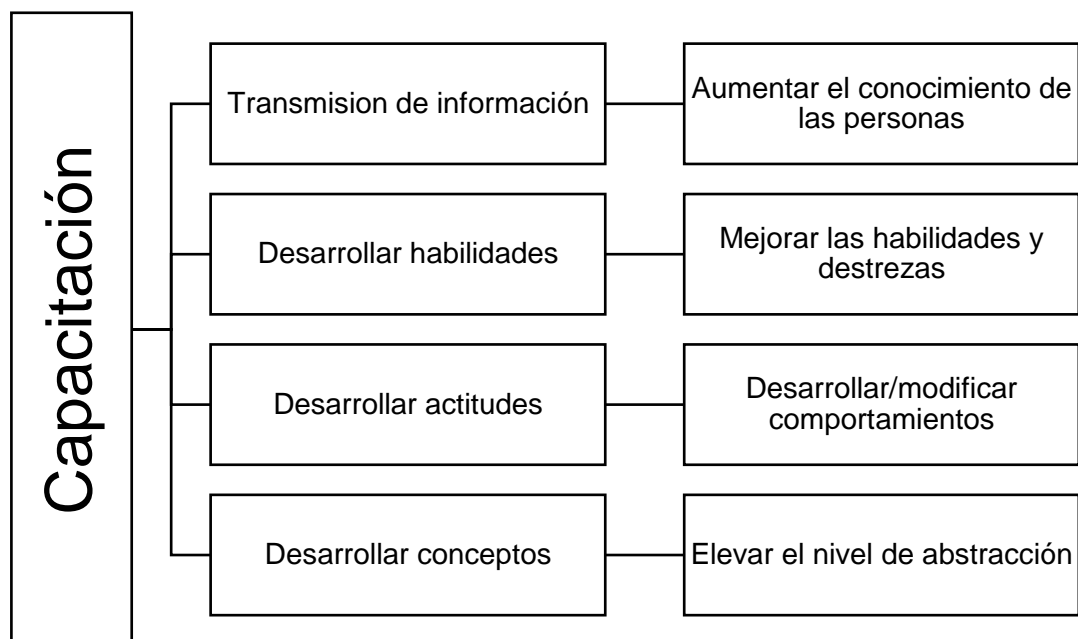 Capacitación
Transmision de información
Aumentar el conocimiento de
las personas
Desarrollar habilidades
Mejorar las habilidades y
destrezas
Desarrollar actitudes
Desarrollar/modificar
comportamientos
Desarrollar conceptos
Elevar el nivel de abstracción